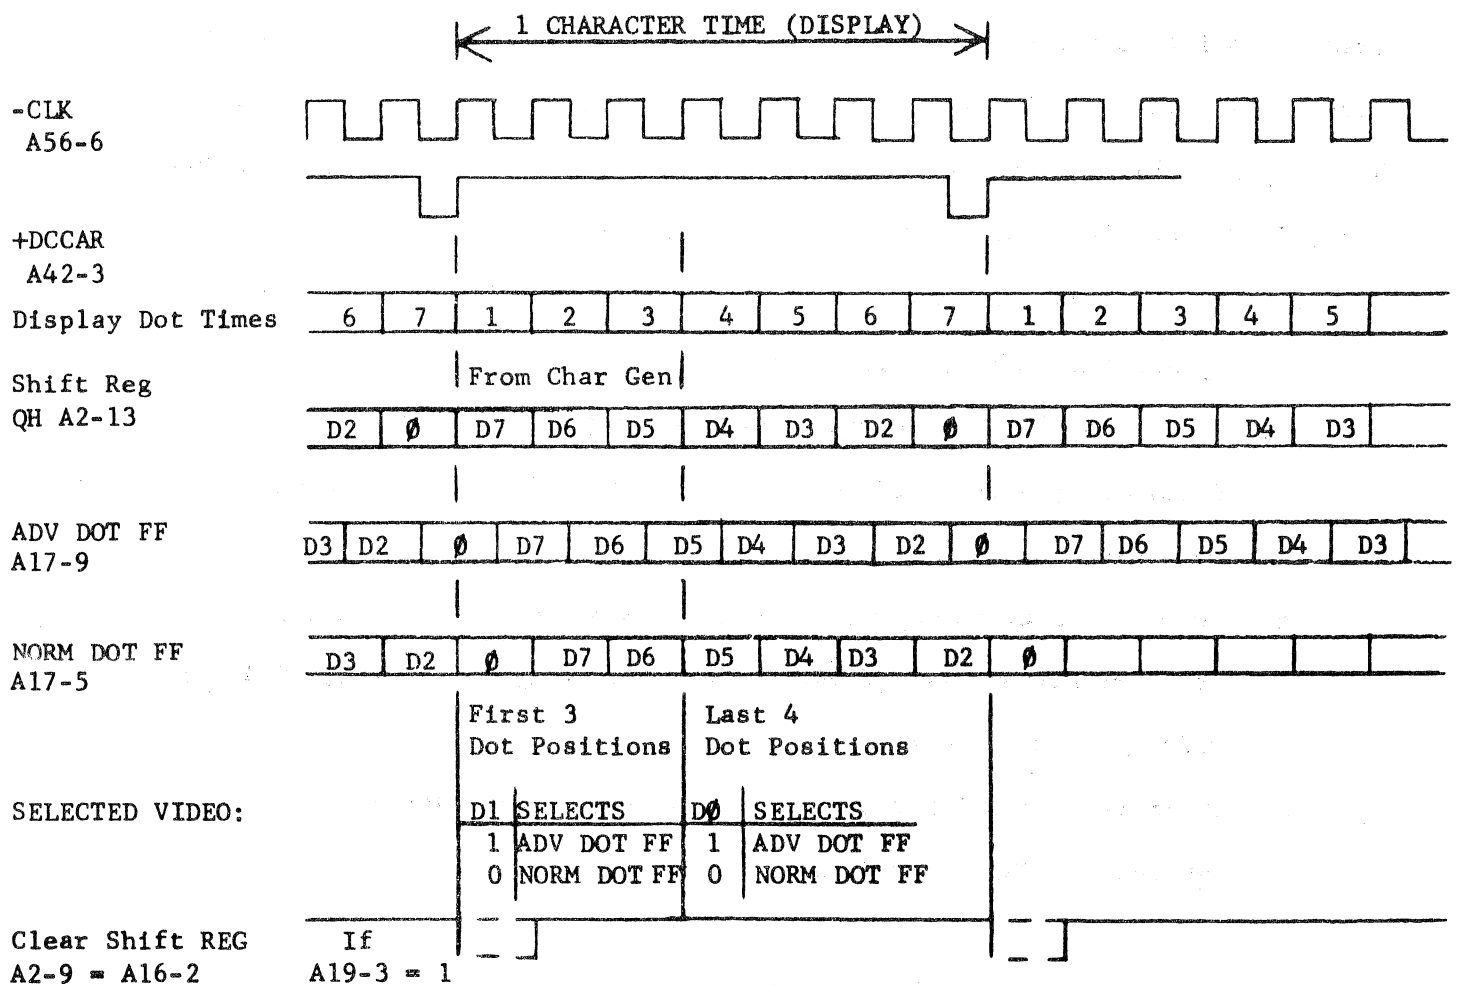 1 CHARACTER TIME (DISPLAY)
-CLK
A56-6
+DCCAR
A42-3
Display Dot Times 6 7 1 2 3 4 5 6 7 1 2 3 4 5
From Char Gen
Shift Reg
QH A2-13 D2 Ø D7 D6 D5 D4 D3 D2 Ø D7 D6 D5 D4 D3
ADV DOT FF
A17-9
D3 D2 Ø D7 D6 D5 D4 D3 D2 Ø D7 D6 D5 D4 D3
NORM DOT FF
A17-5
D3 D2 Ø D7 D6 D5 D4 D3 D2 Ø
First 3
Dot Positions
Last 4
Dot Positions
SELECTED VIDEO:
D1 SELECTS
1 ADV DOT FF
0 NORM DOT FF
DØ SELECTS
1 ADV DOT FF
0 NORM DOT FF
Clear Shift REG
A2-9 = A16-2
If
A19-3 = 1